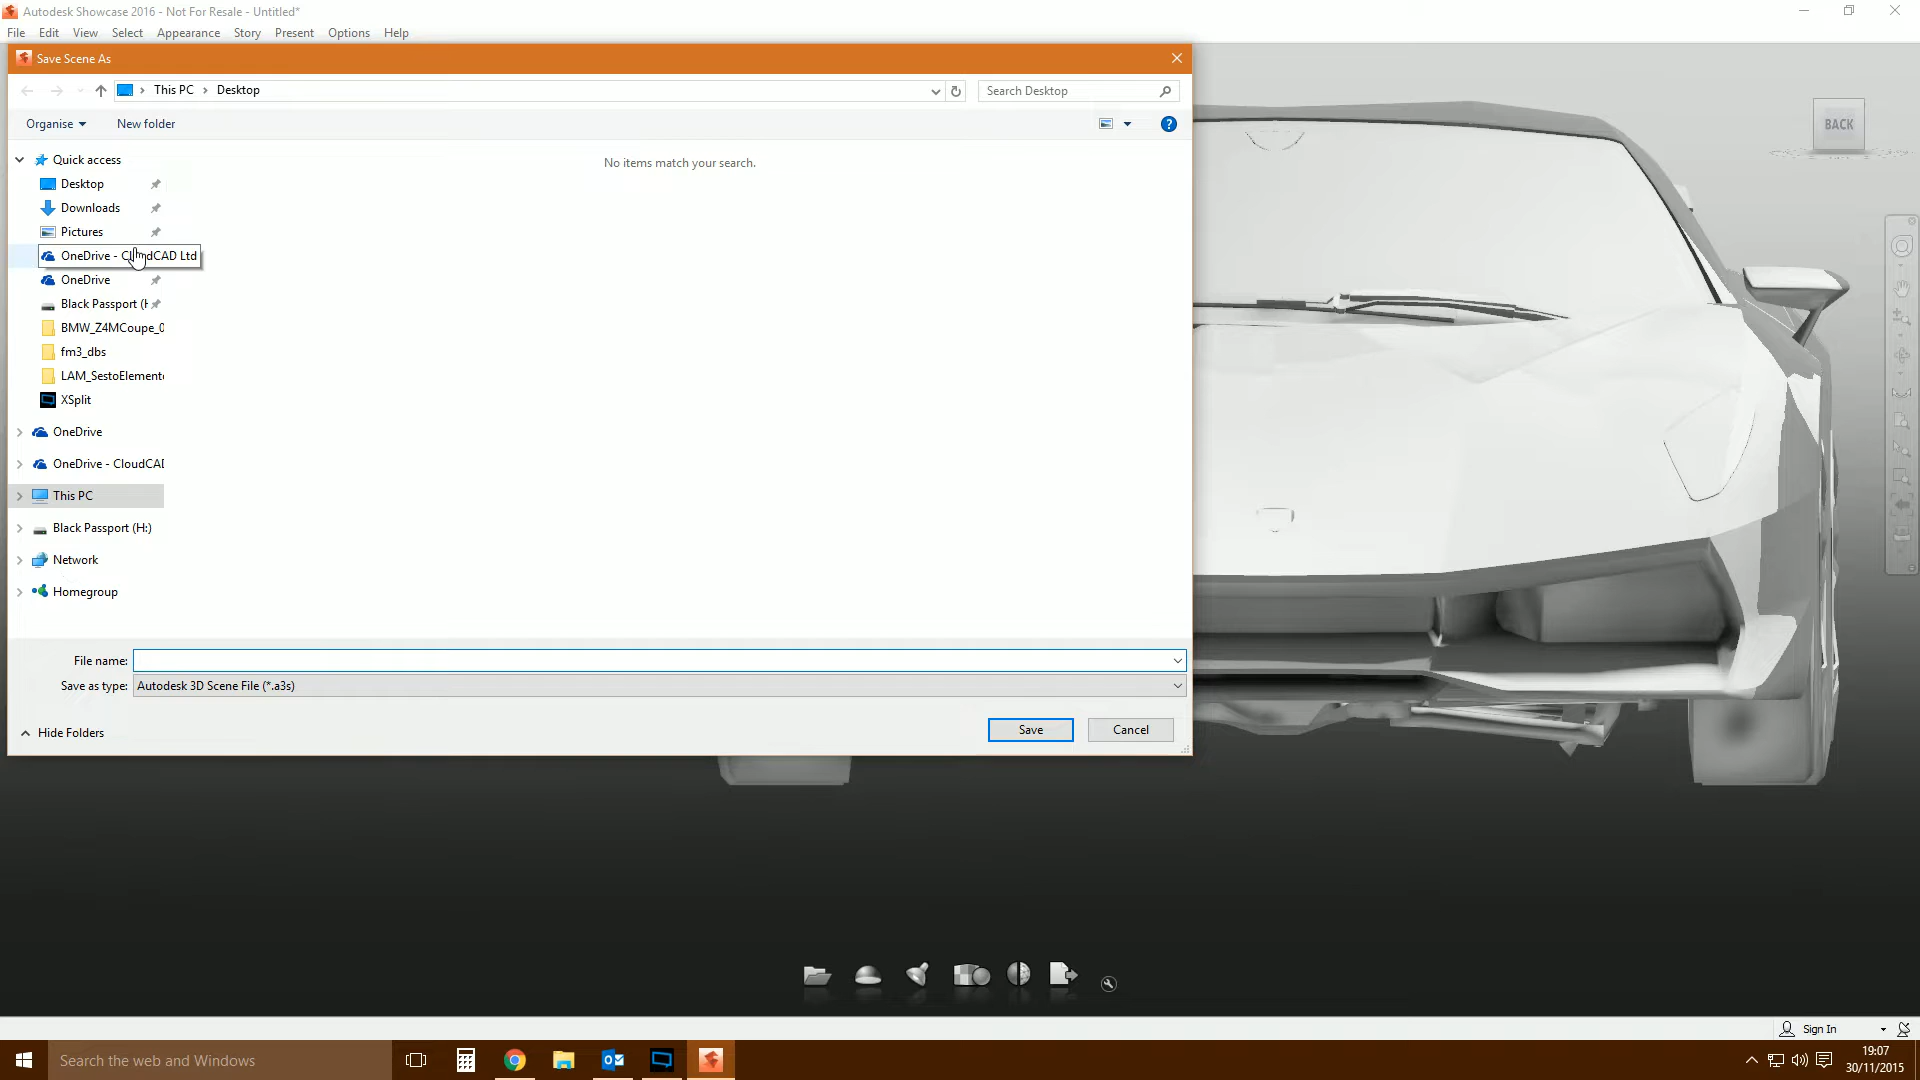 Autodesk Showcase 2016 - Not For Resale - Untitled*
File Edit View Select Appearance Story Present Options Help
Save Scene As
This PC Desktop
Search Desktop
Organise New folder
?
Quick access
No items match your search.
Desktop
Downloads
Pictures
OneDrive - CloudCAD Ltd
OneDrive
Black Passport (H
BMW_Z4MCoupe_0
fm3_dbs
LAM_SestoElemento
XSplit
OneDrive
OneDrive - CloudCAD
This PC
Black Passport (H:)
Network
Homegroup
File name:
Save as type: Autodesk 3D Scene File (*.a3s)
Hide Folders
Save
Cancel
BACK
Sign In
Search the web and Windows
19:07
30/11/2015